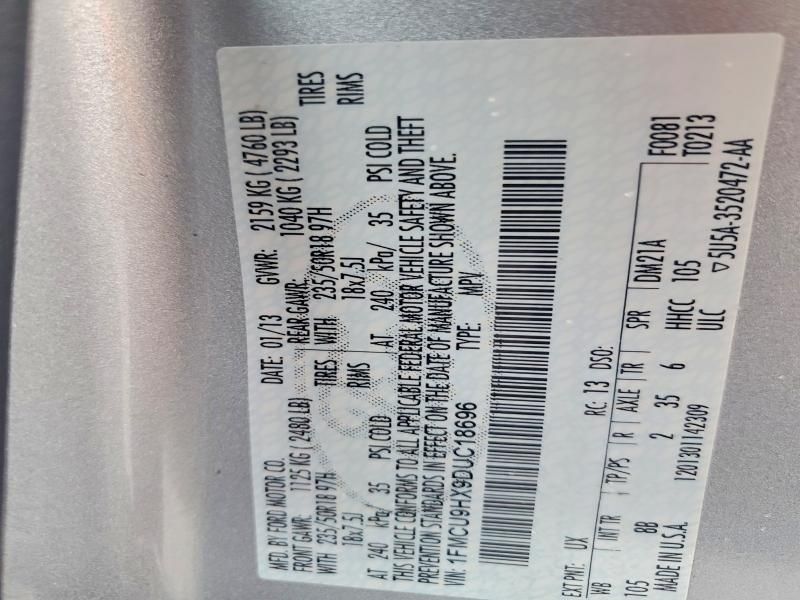 MFD. BY FORD MOTOR CO. DATE: 01/13 GVWR: 2159 KG ( 4760 LB)
FRONT GAWR: 1125 KG ( 2480 LB) REAR GAWR: 1040 KG ( 2293 LB)
WITH 235/50R18 97H TIRES WITH 235/50R18 97H TIRES
18x7.5J RIMS 18x7.5J RIMS
AT 240 kPa/ 35 PSI COLD AT 240 kPa/ 35 PSI COLD
THIS VEHICLE CONFORMS TO ALL APPLICABLE FEDERAL MOTOR VEHICLE SAFETY AND THEFT
PREVENTION STANDARDS IN EFFECT ON THE DATE OF MANUFACTURE SHOWN ABOVE.
VIN: 1FMCU9HX9DUC18696 TYPE: MPV
EXT PNT: UX RC: 13 DSO: F0081
WB INT TR TP/PS R AXLE TR SPR DM21A T0213
105 8B 2 35 6 HHCC 105
MADE IN U.S.A. 1201301142309 ULC ▽5U5A-3520472-AA